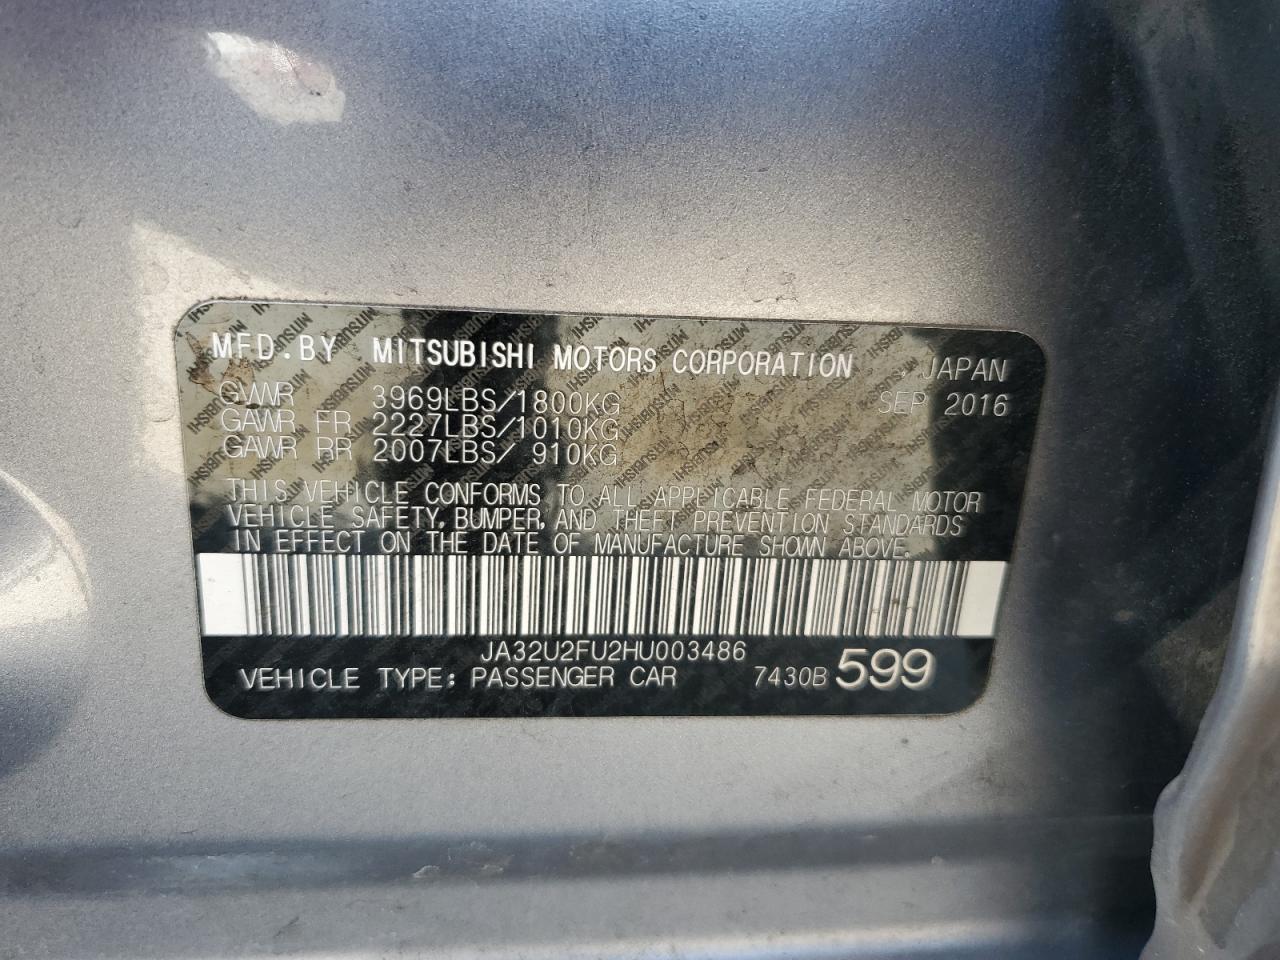 MFD.BY MITSUBISHI MOTORS CORPORATION JAPAN
GVWR 3969LBS/1800KG SEP 2016
GAWR FR 2227LBS/1010KG
GAWR RR 2007LBS/ 910KG
THIS VEHICLE CONFORMS TO ALL APPLICABLE FEDERAL MOTOR
VEHICLE SAFETY, BUMPER, AND THEFT PREVENTION STANDARDS
IN EFFECT ON THE DATE OF MANUFACTURE SHOWN ABOVE.
JA32U2FU2HU003486
VEHICLE TYPE: PASSENGER CAR 7430B 599